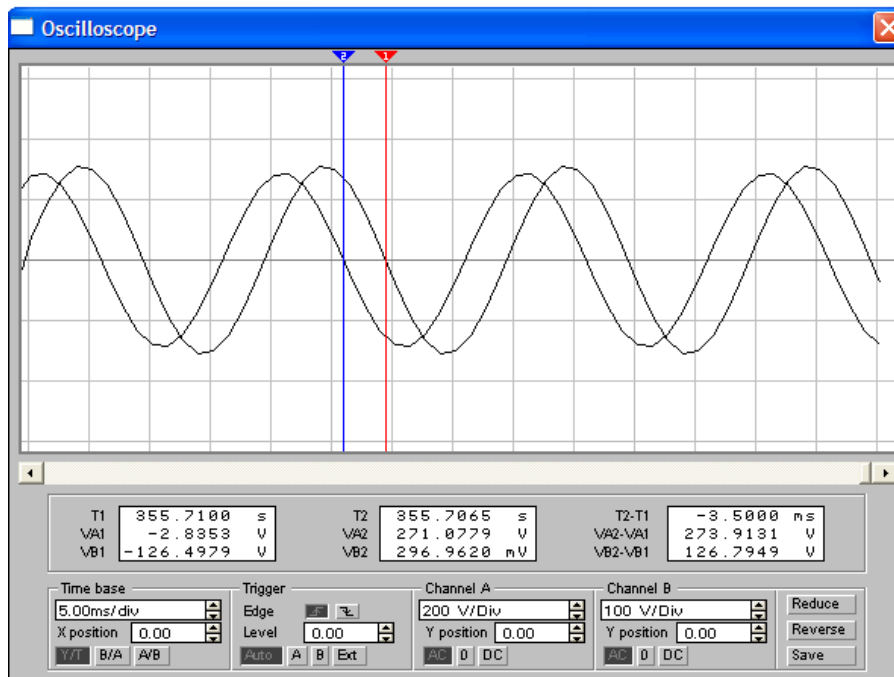 Oscilloscope
2 1
T1 355.7100 s T2 355.7065 s T2-T1 -3.5000 ms
VA1 -2.8353 V VA2 271.0779 V VA2-VA1 273.9131 V
VB1 -126.4979 V VB2 296.9620 mV VB2-VB1 126.7949 V
Time base Trigger Channel A Channel B
5.00ms/div Edge 200 V/Div 100 V/Div Reduce
X position 0.00 Level 0.00 Y position 0.00 Y position 0.00 Reverse
Y/T B/A A/B Auto A B Ext AC 0 DC AC 0 DC Save